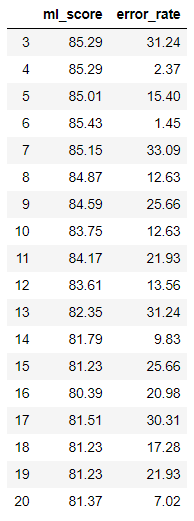 ml_score error_rate
3 85.29 31.24
4 85.29 2.37
5 85.01 15.40
6 85.43 1.45
7 85.15 33.09
8 84.87 12.63
9 84.59 25.66
10 83.75 12.63
11 84.17 21.93
12 83.61 13.56
13 82.35 31.24
14 81.79 9.83
15 81.23 25.66
16 80.39 20.98
17 81.51 30.31
18 81.23 17.28
19 81.23 21.93
20 81.37 7.02